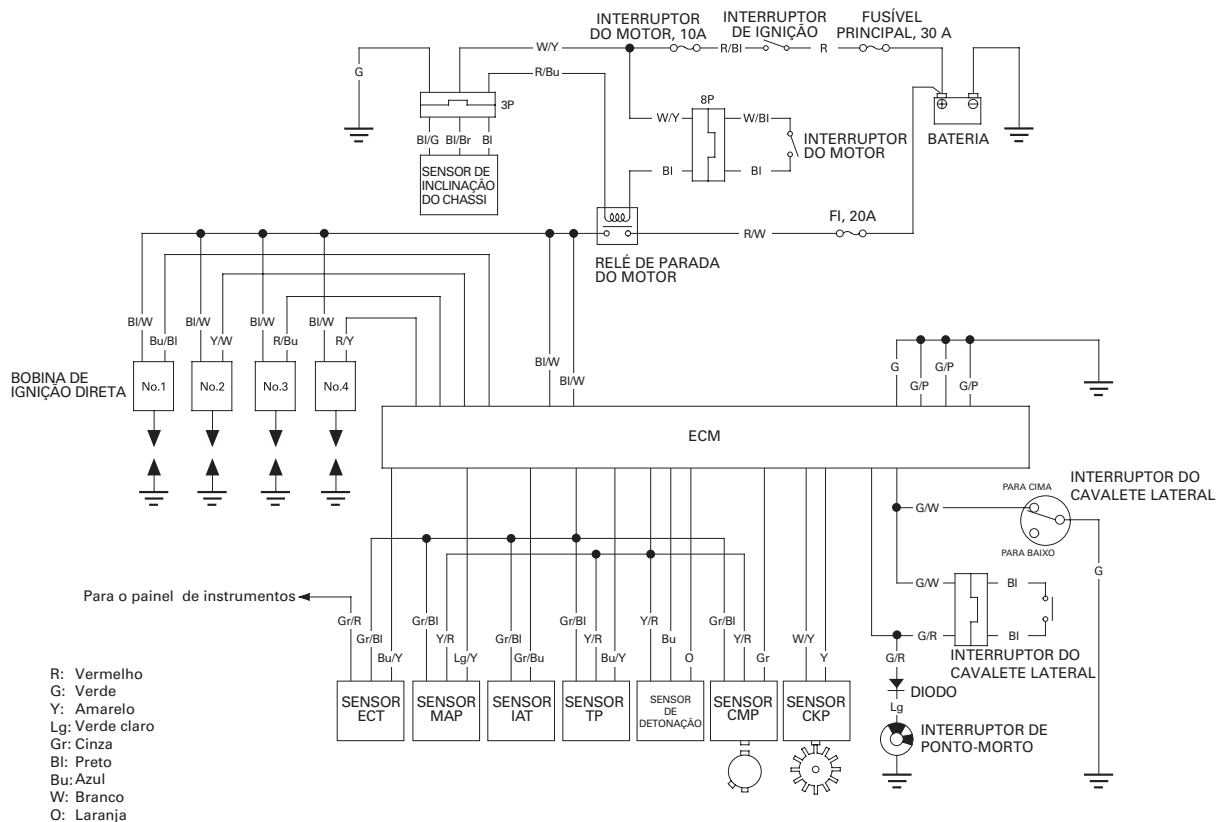 INTERRUPTOR
DO MOTOR, 10A
INTERRUPTOR
DE IGNIÇÃO
FUSÍVEL
PRINCIPAL, 30 A
W/Y
R/Bl
R
G
R/Bu
3P
8P
W/Y
W/Bl
INTERRUPTOR
DO MOTOR
BATERIA
Bl/G
Bl/Br
Bl
Bl
Bl
SENSOR DE
INCLINAÇÃO
DO CHASSI
FI, 20A
R/W
RELÉ DE PARADA
DO MOTOR
Bl/W
Bu/Bl
Bl/W
Y/W
Bl/W
R/Bu
Bl/W
R/Y
Bl/W
Bl/W
G
G/P
G/P
G/P
BOBINA DE
IGNIÇÃO DIRETA
No.1
No.2
No.3
No.4
ECM
INTERRUPTOR DO
CAVALETE LATERAL
PARA CIMA
G/W
PARA BAIXO
G
G/W
Bl
G/R
Bl
INTERRUPTOR DO
CAVALETE LATERAL
Para o painel de instrumentos
Gr/R
Gr/Bl
Bu/Y
Gr/Bl
Y/R
Lg/Y
Gr/Bl
Gr/Bu
Gr/Bl
Y/R
Bu/Y
Y/R
Bu
O
Gr/Bl
Y/R
Gr
W/Y
Y
G/R
DIODO
Lg
INTERRUPTOR DE
PONTO-MORTO
SENSOR
ECT
SENSOR
MAP
SENSOR
IAT
SENSOR
TP
SENSOR
DE
DETONAÇÃO
SENSOR
CMP
SENSOR
CKP
R: Vermelho
G: Verde
Y: Amarelo
Lg: Verde claro
Gr: Cinza
Bl: Preto
Bu: Azul
W: Branco
O: Laranja